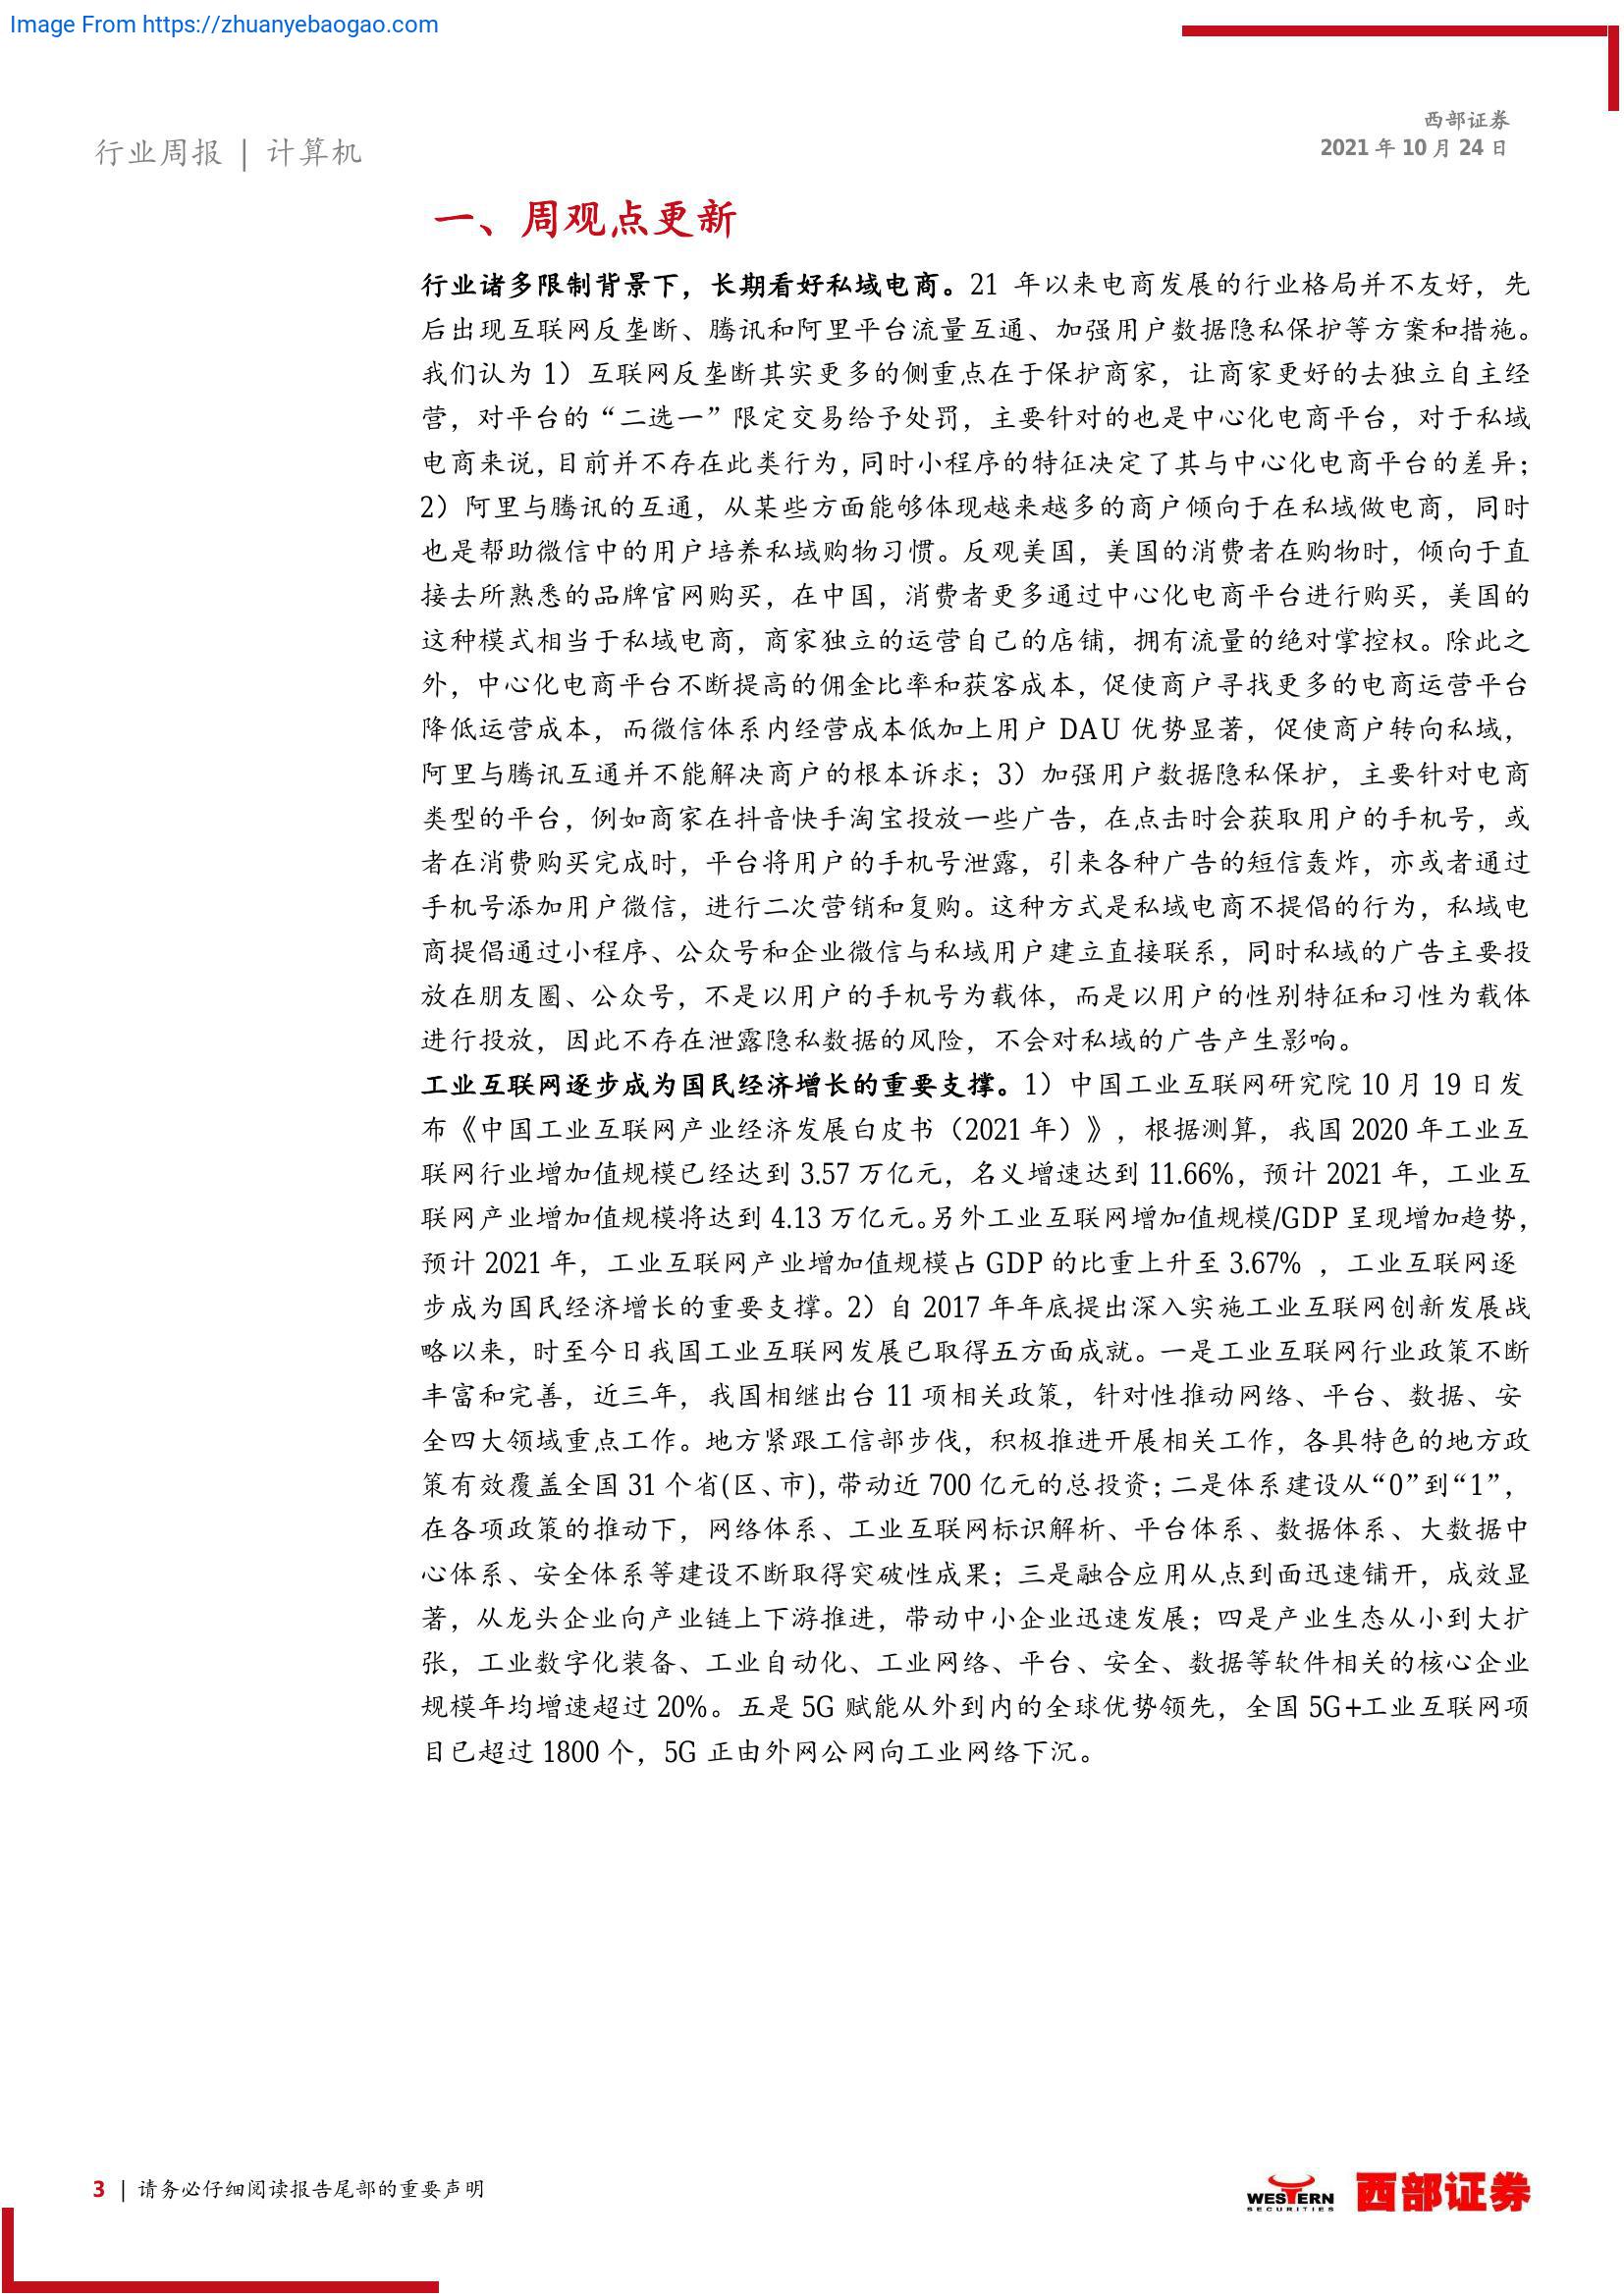 Image From https://zhuanyebaogao.com
行业周报 | 计算机
西部证券
2021 年 10 月 24 日
一、周观点更新
行业诸多限制背景下，长期看好私域电商。21 年以来电商发展的行业格局并不友好，先
后出现互联网反垄断、腾讯和阿里平台流量互通、加强用户数据隐私保护等方案和措施。
我们认为 1）互联网反垄断其实更多的侧重点在于保护商家，让商家更好的去独立自主经
营，对平台的“二选一”限定交易给予处罚，主要针对的也是中心化电商平台，对于私域
电商来说，目前并不存在此类行为，同时小程序的特征决定了其与中心化电商平台的差异；
2）阿里与腾讯的互通，从某些方面能够体现越来越多的商户倾向于在私域做电商，同时
也是帮助微信中的用户培养私域购物习惯。反观美国，美国的消费者在购物时，倾向于直
接去所熟悉的品牌官网购买，在中国，消费者更多通过中心化电商平台进行购买，美国的
这种模式相当于私域电商，商家独立的运营自己的店铺，拥有流量的绝对掌控权。除此之
外，中心化电商平台不断提高的佣金比率和获客成本，促使商户寻找更多的电商运营平台
降低运营成本，而微信体系内经营成本低加上用户 DAU 优势显著，促使商户转向私域，
阿里与腾讯互通并不能解决商户的根本诉求；3）加强用户数据隐私保护，主要针对电商
类型的平台，例如商家在抖音快手淘宝投放一些广告，在点击时会获取用户的手机号，或
者在消费购买完成时，平台将用户的手机号泄露，引来各种广告的短信轰炸，亦或者通过
手机号添加用户微信，进行二次营销和复购。这种方式是私域电商不提倡的行为，私域电
商提倡通过小程序、公众号和企业微信与私域用户建立直接联系，同时私域的广告主要投
放在朋友圈、公众号，不是以用户的手机号为载体，而是以用户的性别特征和习性为载体
进行投放，因此不存在泄露隐私数据的风险，不会对私域的广告产生影响。
工业互联网逐步成为国民经济增长的重要支撑。1）中国工业互联网研究院 10 月 19 日发
布《中国工业互联网产业经济发展白皮书（2021 年）》，根据测算，我国 2020 年工业互
联网行业增加值规模已经达到 3.57 万亿元，名义增速达到 11.66%，预计 2021 年，工业互
联网产业增加值规模将达到 4.13 万亿元。另外工业互联网增加值规模/GDP 呈现增加趋势，
预计 2021 年，工业互联网产业增加值规模占 GDP 的比重上升至 3.67% ，工业互联网逐
步成为国民经济增长的重要支撑。2）自 2017 年年底提出深入实施工业互联网创新发展战
略以来，时至今日我国工业互联网发展已取得五方面成就。一是工业互联网行业政策不断
丰富和完善，近三年，我国相继出台 11 项相关政策，针对性推动网络、平台、数据、安
全四大领域重点工作。地方紧跟工信部步伐，积极推进开展相关工作，各具特色的地方政
策有效覆盖全国 31 个省(区、市)，带动近 700 亿元的总投资；二是体系建设从“0”到“1”，
在各项政策的推动下，网络体系、工业互联网标识解析、平台体系、数据体系、大数据中
心体系、安全体系等建设不断取得突破性成果；三是融合应用从点到面迅速铺开，成效显
著，从龙头企业向产业链上下游推进，带动中小企业迅速发展；四是产业生态从小到大扩
张，工业数字化装备、工业自动化、工业网络、平台、安全、数据等软件相关的核心企业
规模年均增速超过 20%。五是 5G 赋能从外到内的全球优势领先，全国 5G+工业互联网项
目已超过 1800 个，5G 正由外网公网向工业网络下沉。
3 | 请务必仔细阅读报告尾部的重要声明
WESTERN
SECURITIES
西部证券